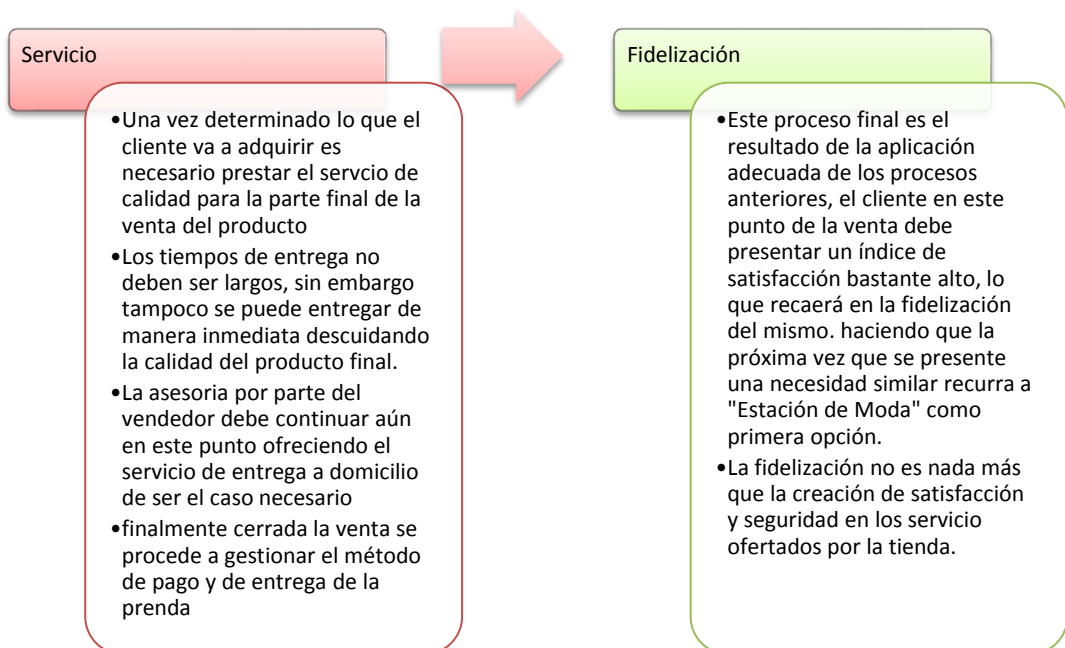 Servicio
•Una vez determinado lo que el
cliente va a adquirir es
necesario prestar el servcio de
calidad para la parte final de la
venta del producto
•Los tiempos de entrega no
deben ser largos, sin embargo
tampoco se puede entregar de
manera inmediata descuidando
la calidad del producto final.
•La asesoria por parte del
vendedor debe continuar aún
en este punto ofreciendo el
servicio de entrega a domicilio
de ser el caso necesario
•finalmente cerrada la venta se
procede a gestionar el método
de pago y de entrega de la
prenda
Fidelización
•Este proceso final es el
resultado de la aplicación
adecuada de los procesos
anteriores, el cliente en este
punto de la venta debe
presentar un índice de
satisfacción bastante alto, lo
que recaerá en la fidelización
del mismo. haciendo que la
próxima vez que se presente
una necesidad similar recurra a
"Estación de Moda" como
primera opción.
•La fidelización no es nada más
que la creación de satisfacción
y seguridad en los servicio
ofertados por la tienda.